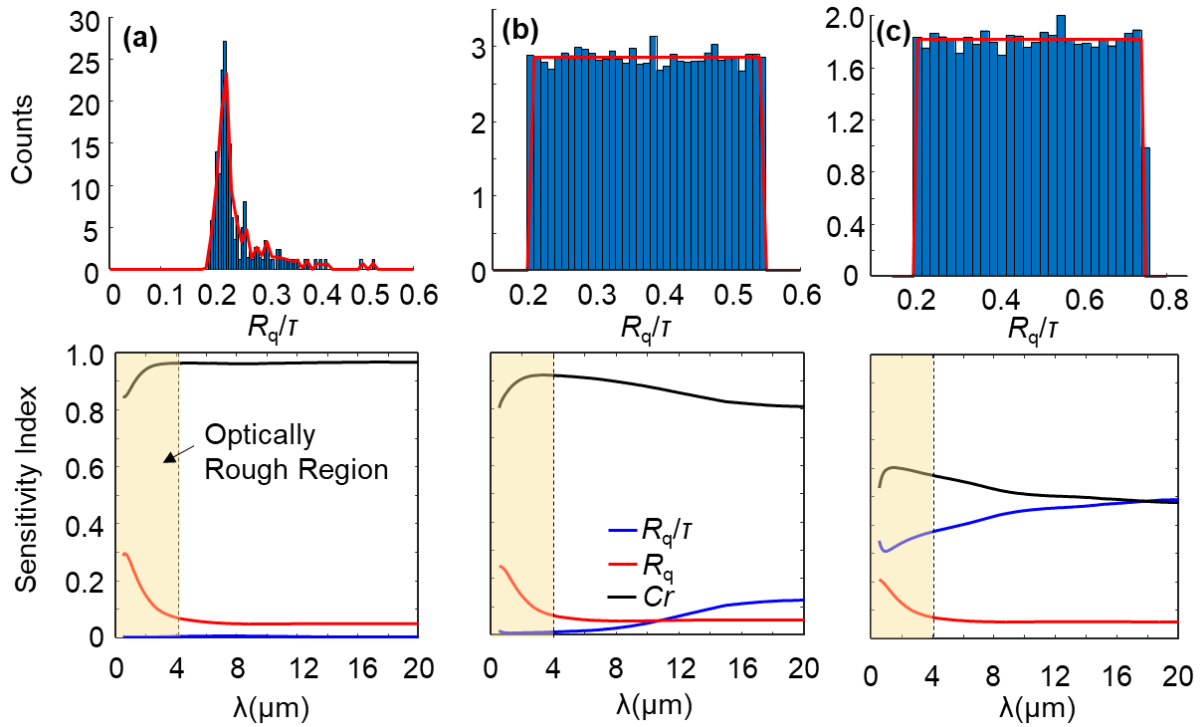 (a)
(b)
(c)
30
25
20
15
10
5
0
Counts
0 0.1 0.2 0.3 0.4 0.5 0.6
Rq/τ
3
2
1
0
0.2 0.3 0.4 0.5 0.6
Rq/τ
2.0
1.6
1.2
0.8
0.4
0
0.2 0.4 0.6 0.8
Rq/τ
1.0
0.8
0.6
0.4
0.2
0
Sensitivity Index
Optically
Rough Region
0 4 8 12 16 20
λ(μm)
Rq/τ
Rq
Cr
0 4 8 12 16 20
λ(μm)
0 4 8 12 16 20
λ(μm)